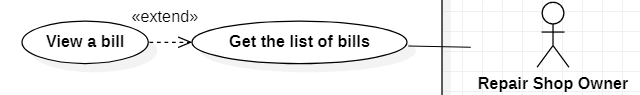 «extend»
View a bill
Get the list of bills
Repair Shop Owner